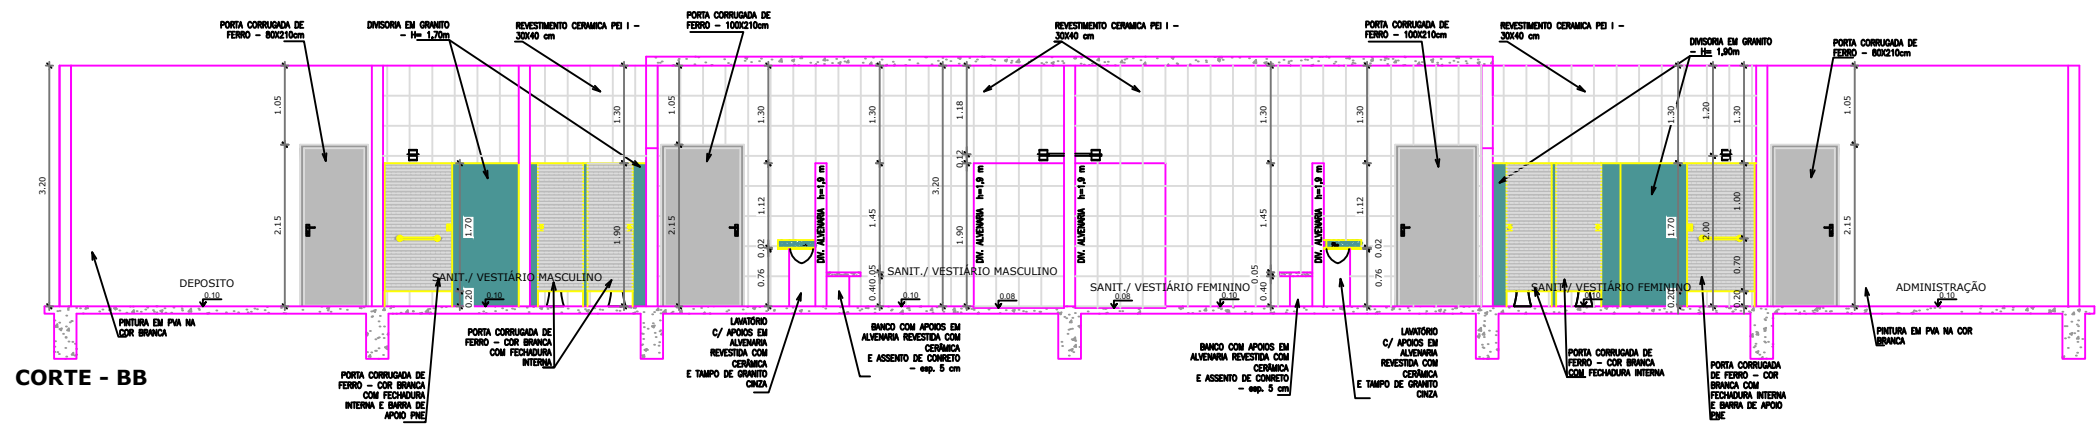 PORTA CORRUGADA DE
FERRO – 80X210cm
DIVISORIA EM GRANITO
– H= 1,70m
REVESTIMENTO CERAMICA PEI I –
30X40 cm
PORTA CORRUGADA DE
FERRO – 100X210cm
REVESTIMENTO CERAMICA PEI I –
30X40 cm
PORTA CORRUGADA DE
FERRO – 100X210cm
REVESTIMENTO CERAMICA PEI I –
30X40 cm
DIVISORIA EM GRANITO
– H= 1,90m
PORTA CORRUGADA DE
FERRO – 80X210cm
3.20
1.05
2.15
1.70
0.20
1.30
1.90
1.05
2.15
1.30
1.12
0.02
0.76
DIV. ALVENARIA h=1,9 m
1.30
1.45
0.05
0.40
3.20
1.18
0.12
1.90
DIV. ALVENARIA h=1,9 m
DIV. ALVENARIA h=1,9 m
1.30
1.45
0.05
0.40
DIV. ALVENARIA h=1,9 m
1.30
1.12
0.02
0.76
1.30
1.70
0.20
1.20
2.00
1.30
1.00
0.70
0.20
1.05
2.15
DEPOSITO
0.10
SANIT./ VESTIÁRIO MASCULINO
0.10
SANIT./ VESTIÁRIO MASCULINO
0.10
0.08
SANIT./ VESTIÁRIO FEMININO
0.08
0.10
SANIT./ VESTIÁRIO FEMININO
0.10
ADMINISTRAÇÃO
0.10
PINTURA EM PVA NA
COR BRANCA
PORTA CORRUGADA DE
FERRO – COR BRANCA
COM FECHADURA
INTERNA E BARRA DE
APOIO PNE
PORTA CORRUGADA DE
FERRO – COR BRANCA
COM FECHADURA
INTERNA
LAVATÓRIO
C/ APOIOS EM
ALVENARIA
REVESTIDA COM
CERÂMICA
E TAMPO DE GRANITO
CINZA
BANCO COM APOIOS EM
ALVENARIA REVESTIDA COM
CERÂMICA
E ASSENTO DE CONRETO
– esp. 5 cm
BANCO COM APOIOS EM
ALVENARIA REVESTIDA COM
CERÂMICA
E ASSENTO DE CONRETO
– esp. 5 cm
LAVATÓRIO
C/ APOIOS EM
ALVENARIA
REVESTIDA COM
CERÂMICA
E TAMPO DE GRANITO
CINZA
PORTA CORRUGADA DE
FERRO – COR BRANCA
COM FECHADURA INTERNA
PORTA CORRUGADA
DE FERRO – COR
BRANCA COM
FECHADURA INTERNA
E BARRA DE APOIO
PNE
PINTURA EM PVA NA COR
BRANCA
CORTE - BB